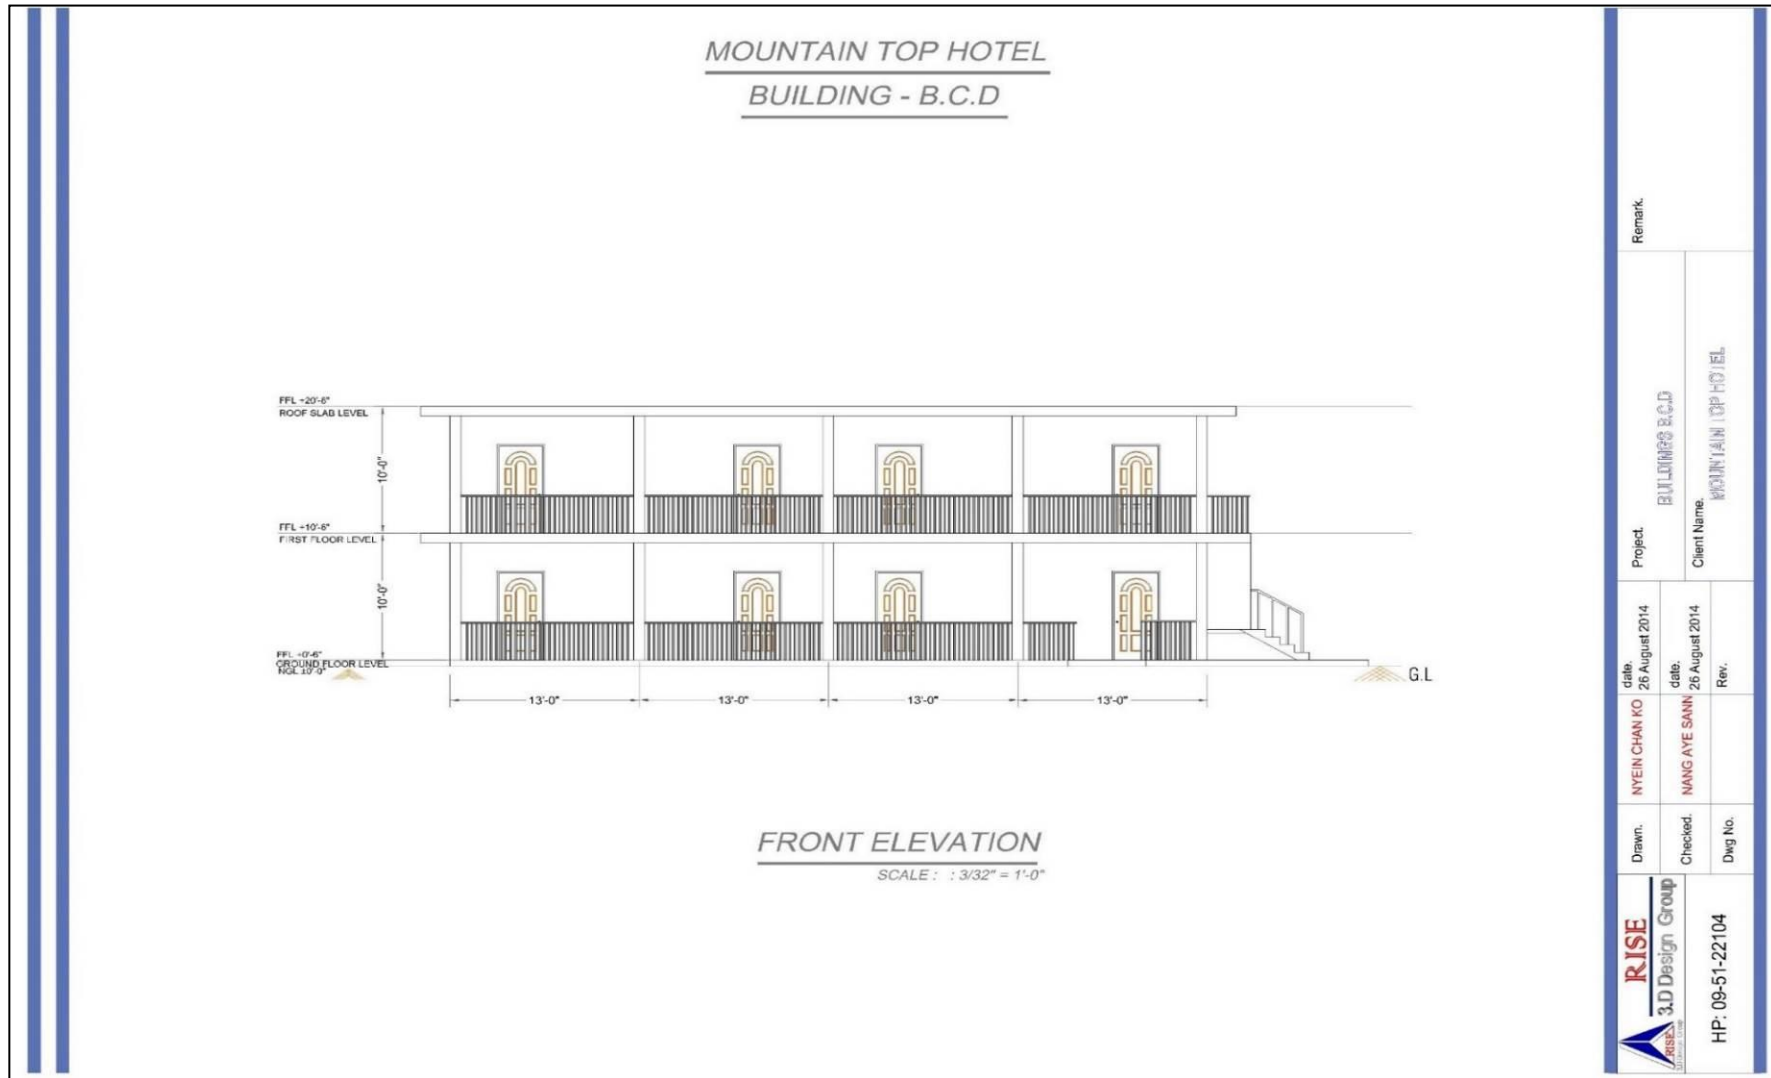 MOUNTAIN TOP HOTEL
BUILDING - B.C.D
FFL +20'-6"
ROOF SLAB LEVEL
10'-0"
FFL +10'-6"
FIRST FLOOR LEVEL
10'-0"
FFL +0'-6"
GROUND FLOOR LEVEL
NGL ±0'-0"
G.L
13'-0"
13'-0"
13'-0"
13'-0"
FRONT ELEVATION
SCALE : : 3/32" = 1'-0"
Remark.
Project.
BUILDINGS B.C.D
Client Name.
MOUNTAIN TOP HOTEL
date.
26 August 2014
date.
26 August 2014
Rev.
Drawn.
NYEIN CHAN KO
Checked.
NANG AYE SANN
Dwg No.
RISE
3.D Design Group
RISE
HP: 09-51-22104